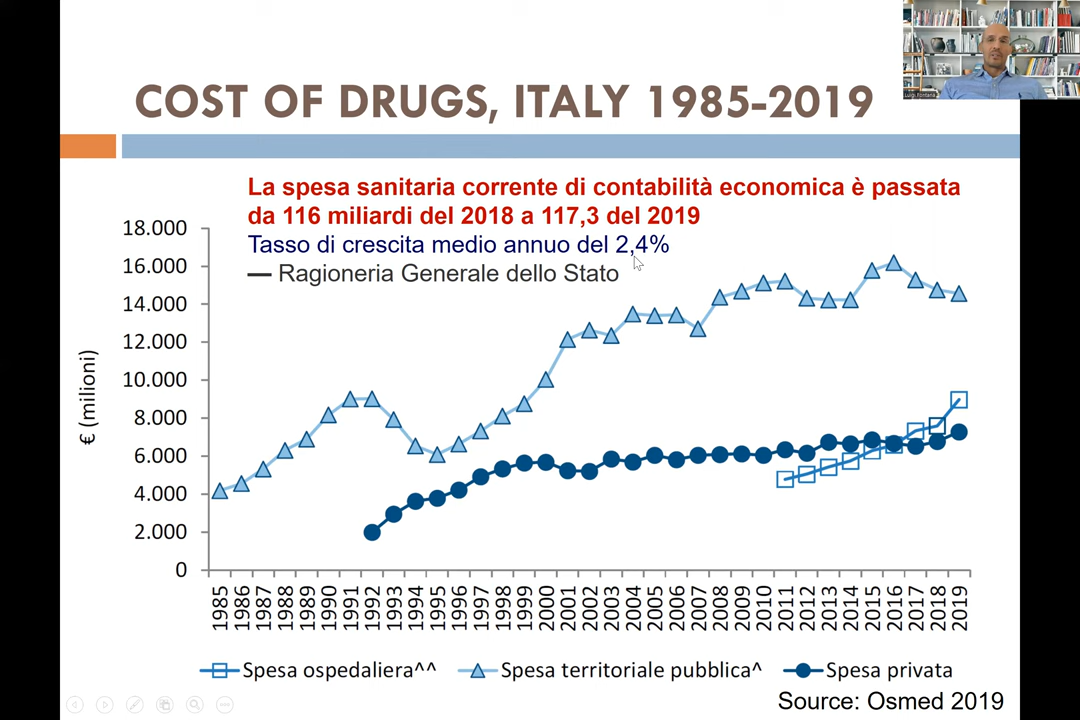 Luigi Fontana
COST OF DRUGS, ITALY 1985-2019
La spesa sanitaria corrente di contabilità economica è passata
da 116 miliardi del 2018 a 117,3 del 2019
Tasso di crescita medio annuo del 2,4%
— Ragioneria Generale dello Stato
€ (milioni)
18.000
16.000
14.000
12.000
10.000
8.000
6.000
4.000
2.000
0
1985 1986 1987 1988 1989 1990 1991 1992 1993 1994 1995 1996 1997 1998 1999 2000 2001 2002 2003 2004 2005 2006 2007 2008 2009 2010 2011 2012 2013 2014 2015 2016 2017 2018 2019
Spesa ospedaliera^^ Spesa territoriale pubblica^ Spesa privata
Source: Osmed 2019